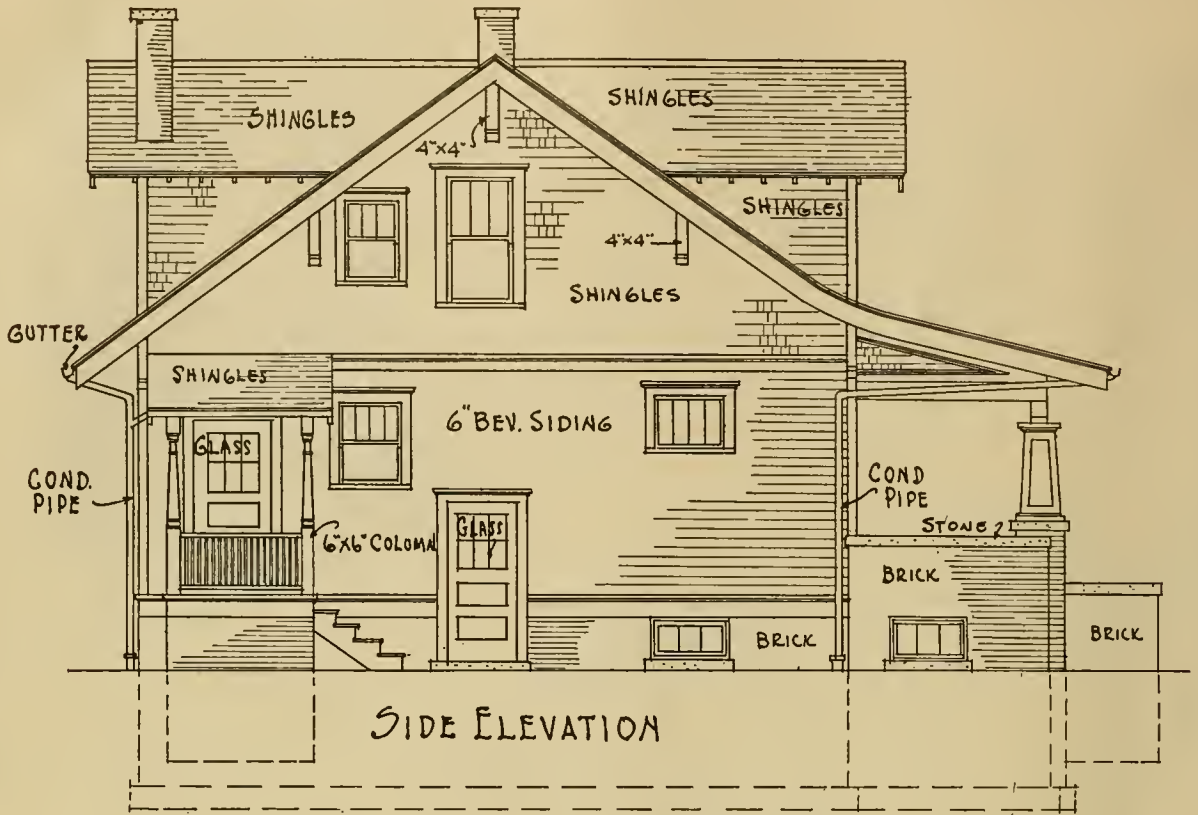 SHINGLES
SHINGLES
4"x4"
SHINGLES
4"x4"
SHINGLES
GUTTER
SHINGLES
6" BEV. SIDING
GLASS
COND.
PIPE
COND
PIPE
GLASS
STONE
6"x6" COLUMN
BRICK
BRICK
BRICK
SIDE ELEVATION